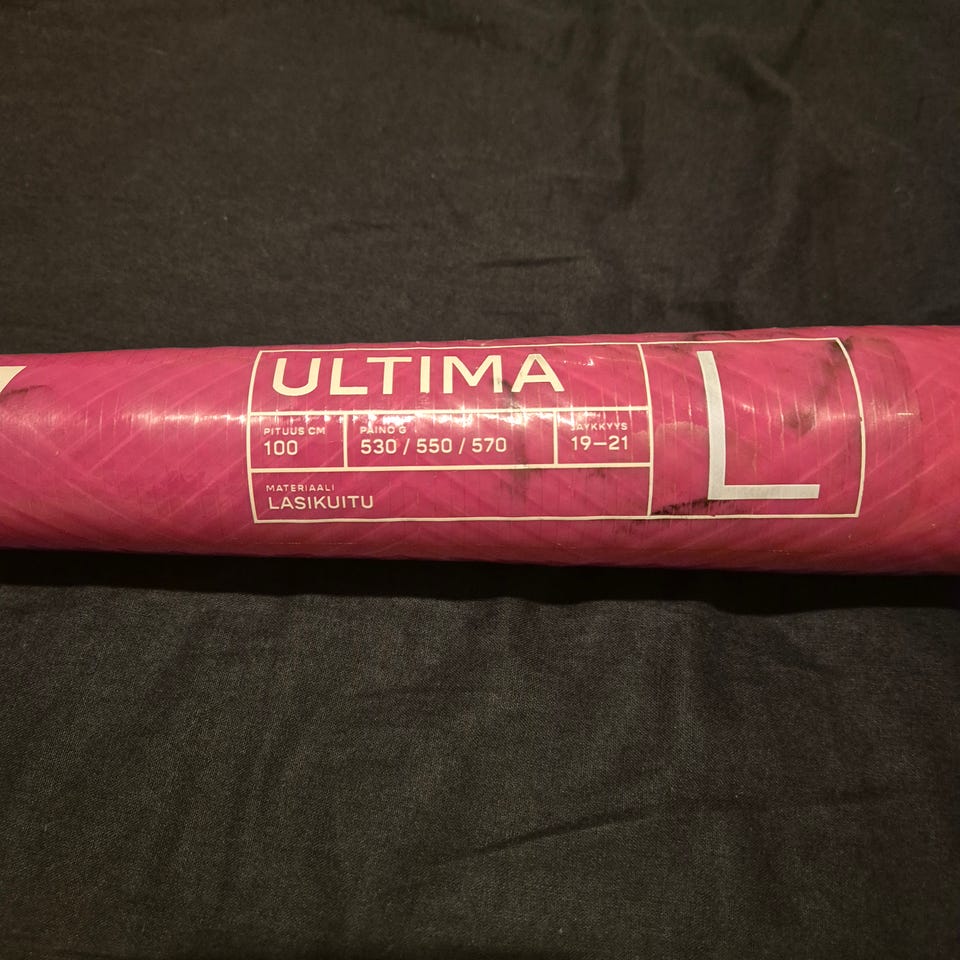 ULTIMA
L
PITUUS CM
100
PAINO G
530 / 550 / 570
JÄYKKYYS
19–21
MATERIAALI
LASIKUITU